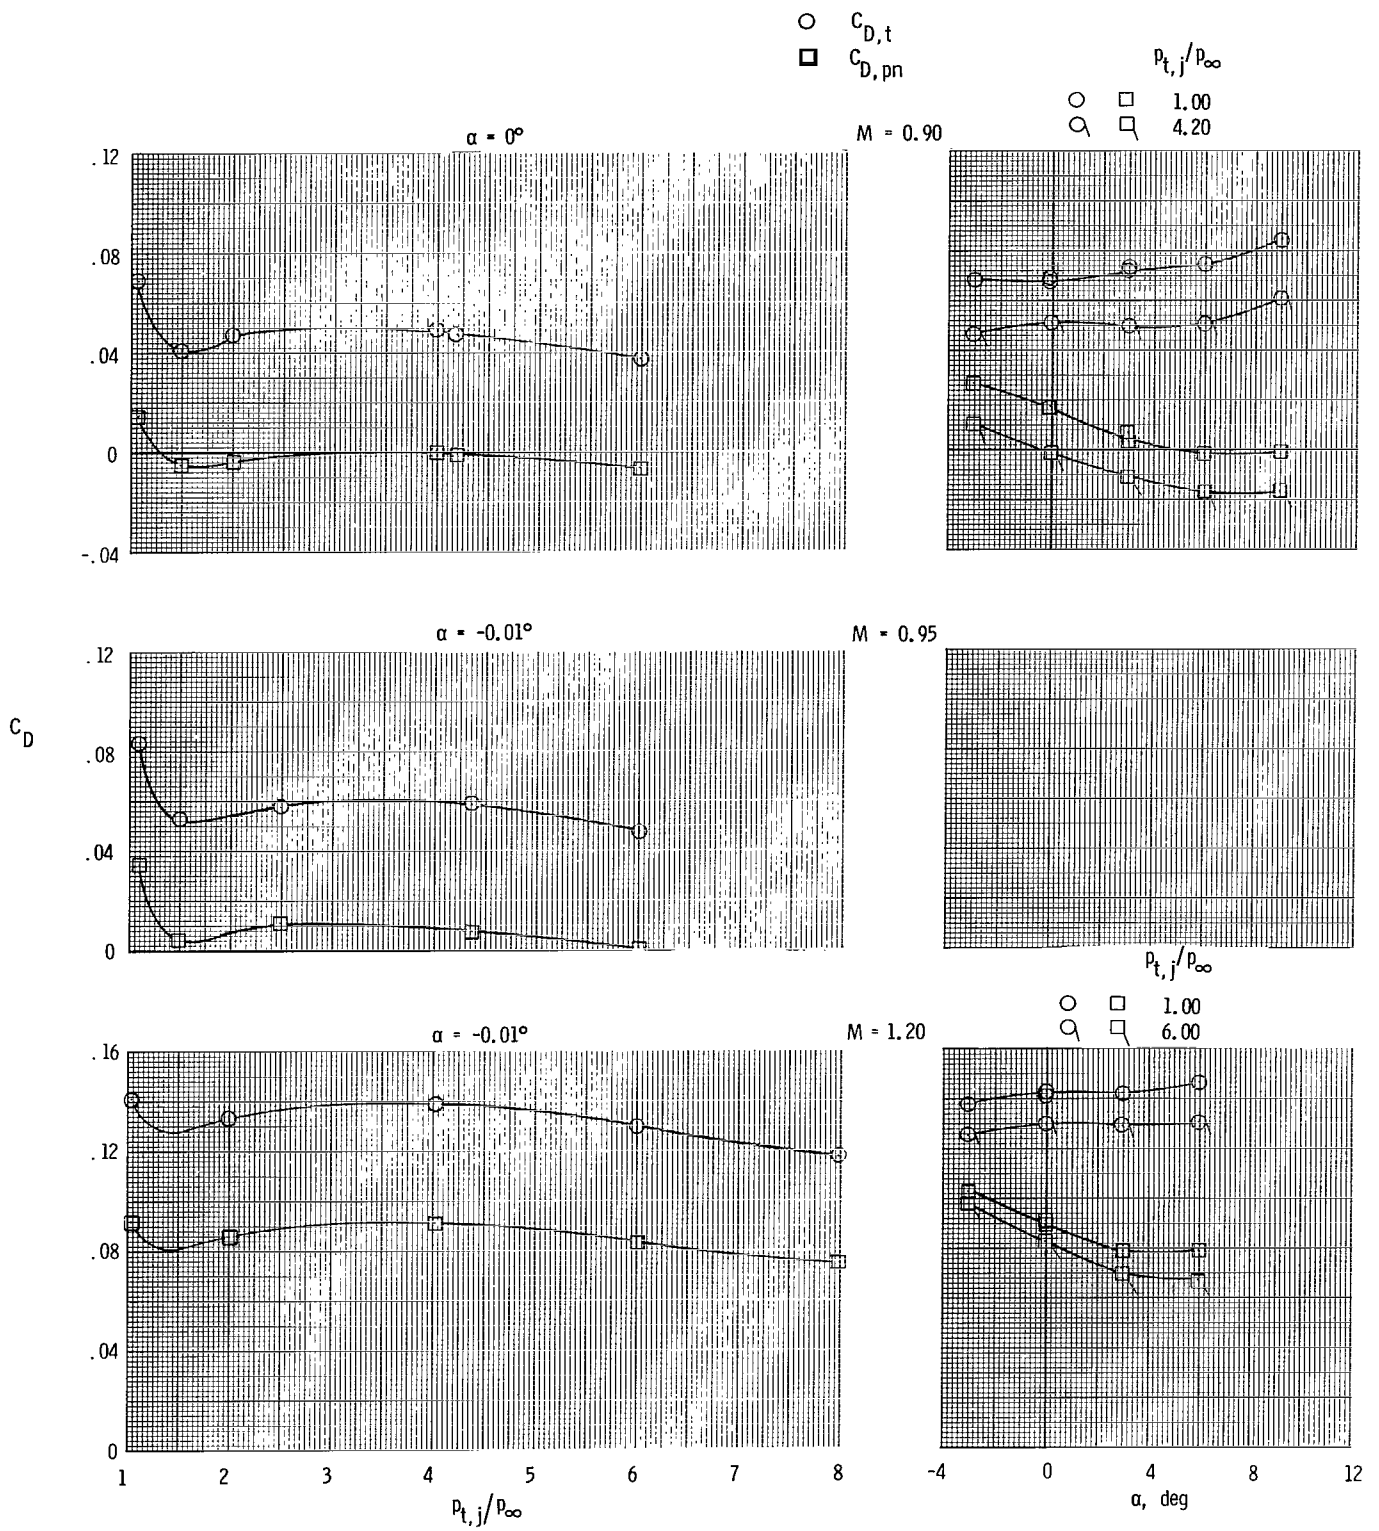 C_D,t
C_D,pn
p_t,j/p_∞
1.00
4.20
α = 0° M = 0.90
.12
.08
.04
0
-.04
α = -0.01° M = 0.95
.12
.08
.04
0
C_D
p_t,j/p_∞
1.00
6.00
α = -0.01° M = 1.20
.16
.12
.08
.04
0
1 2 3 4 5 6 7 8
p_t,j/p_∞
-4 0 4 8 12
α, deg